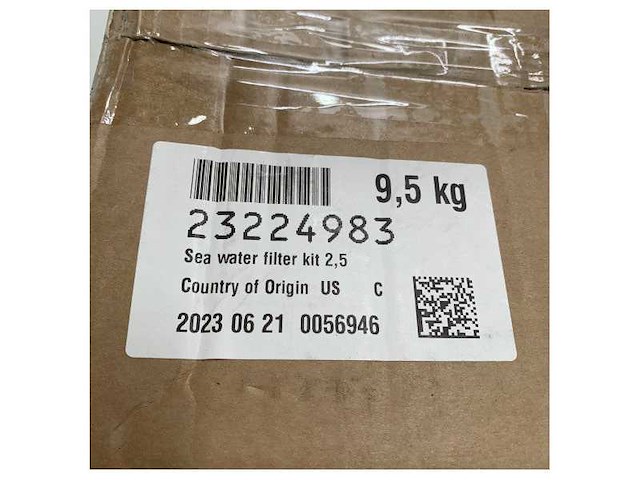 9,5 kg
23224983
Sea water filter kit 2,5
Country of Origin US C
2023 06 21 0056946